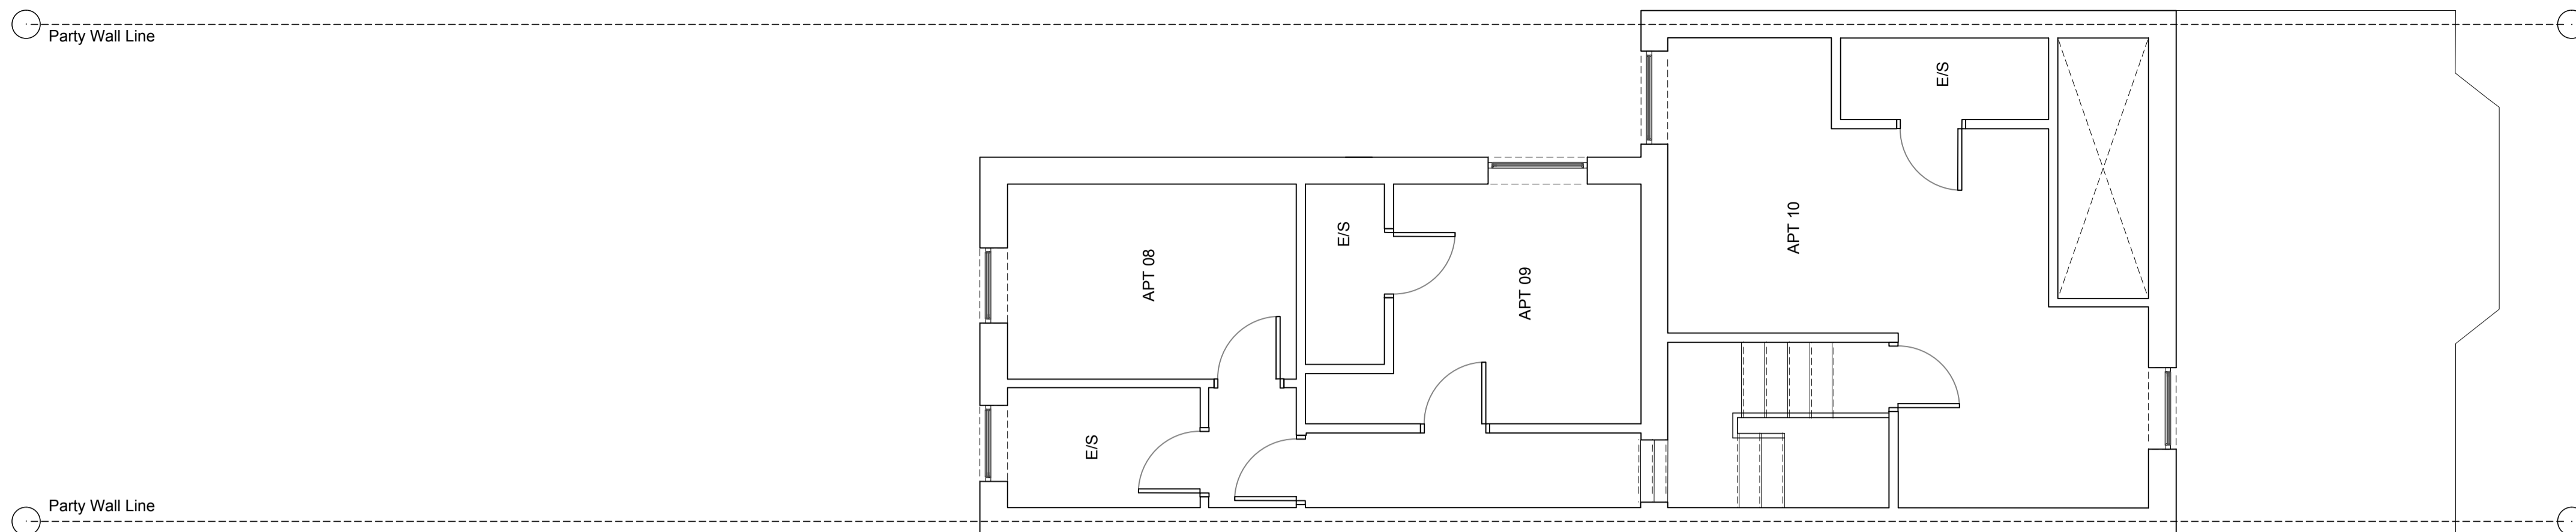 Party Wall Line
E/S
APT 10
E/S
APT 08
APT 09
E/S
Party Wall Line